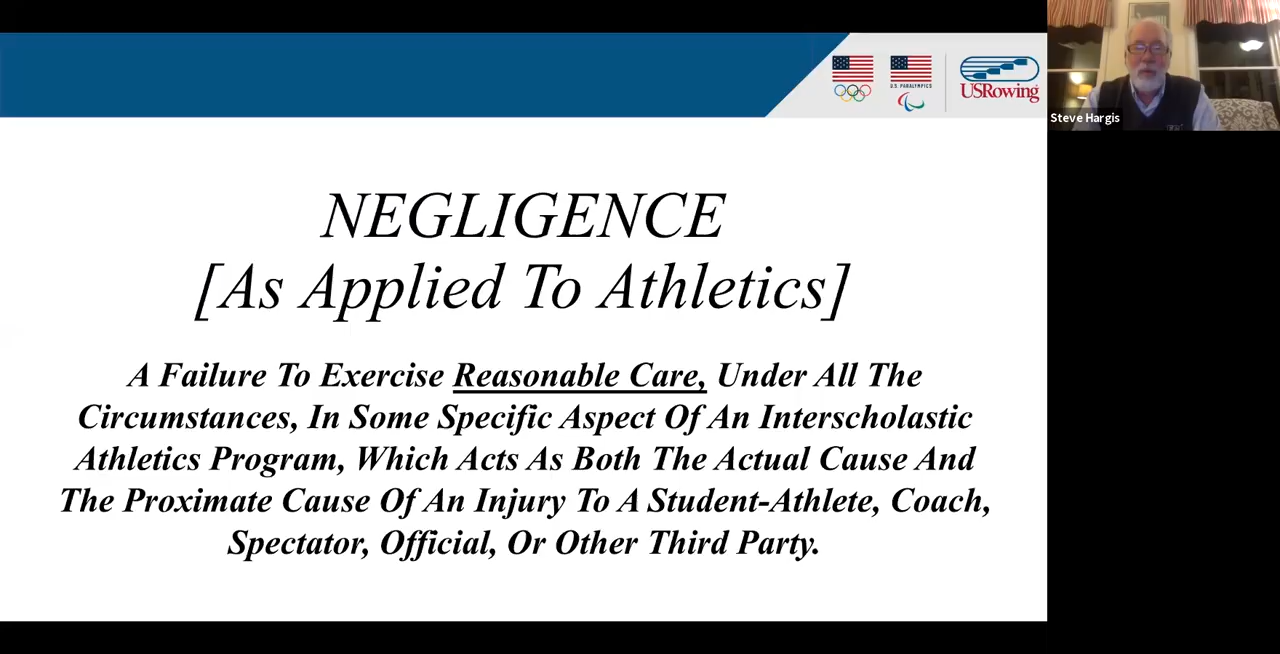 U.S. PARALYMPICS
USRowing
Steve Hargis
NEGLIGENCE
[As Applied To Athletics]
A Failure To Exercise Reasonable Care, Under All The
Circumstances, In Some Specific Aspect Of An Interscholastic
Athletics Program, Which Acts As Both The Actual Cause And
The Proximate Cause Of An Injury To A Student-Athlete, Coach,
Spectator, Official, Or Other Third Party.